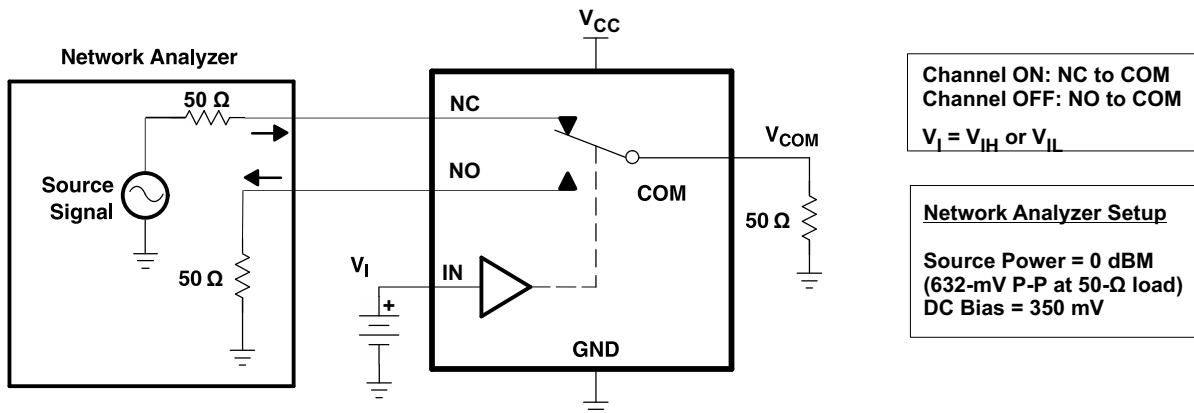 V_CC
Network Analyzer
50 Ω
NC
Source
Signal
NO
COM
V_COM
50 Ω
50 Ω
V_I
IN
+
GND
Channel ON: NC to COM
Channel OFF: NO to COM
V_I = V_IH or V_IL
Network Analyzer Setup
Source Power = 0 dBM
(632-mV P-P at 50-Ω load)
DC Bias = 350 mV